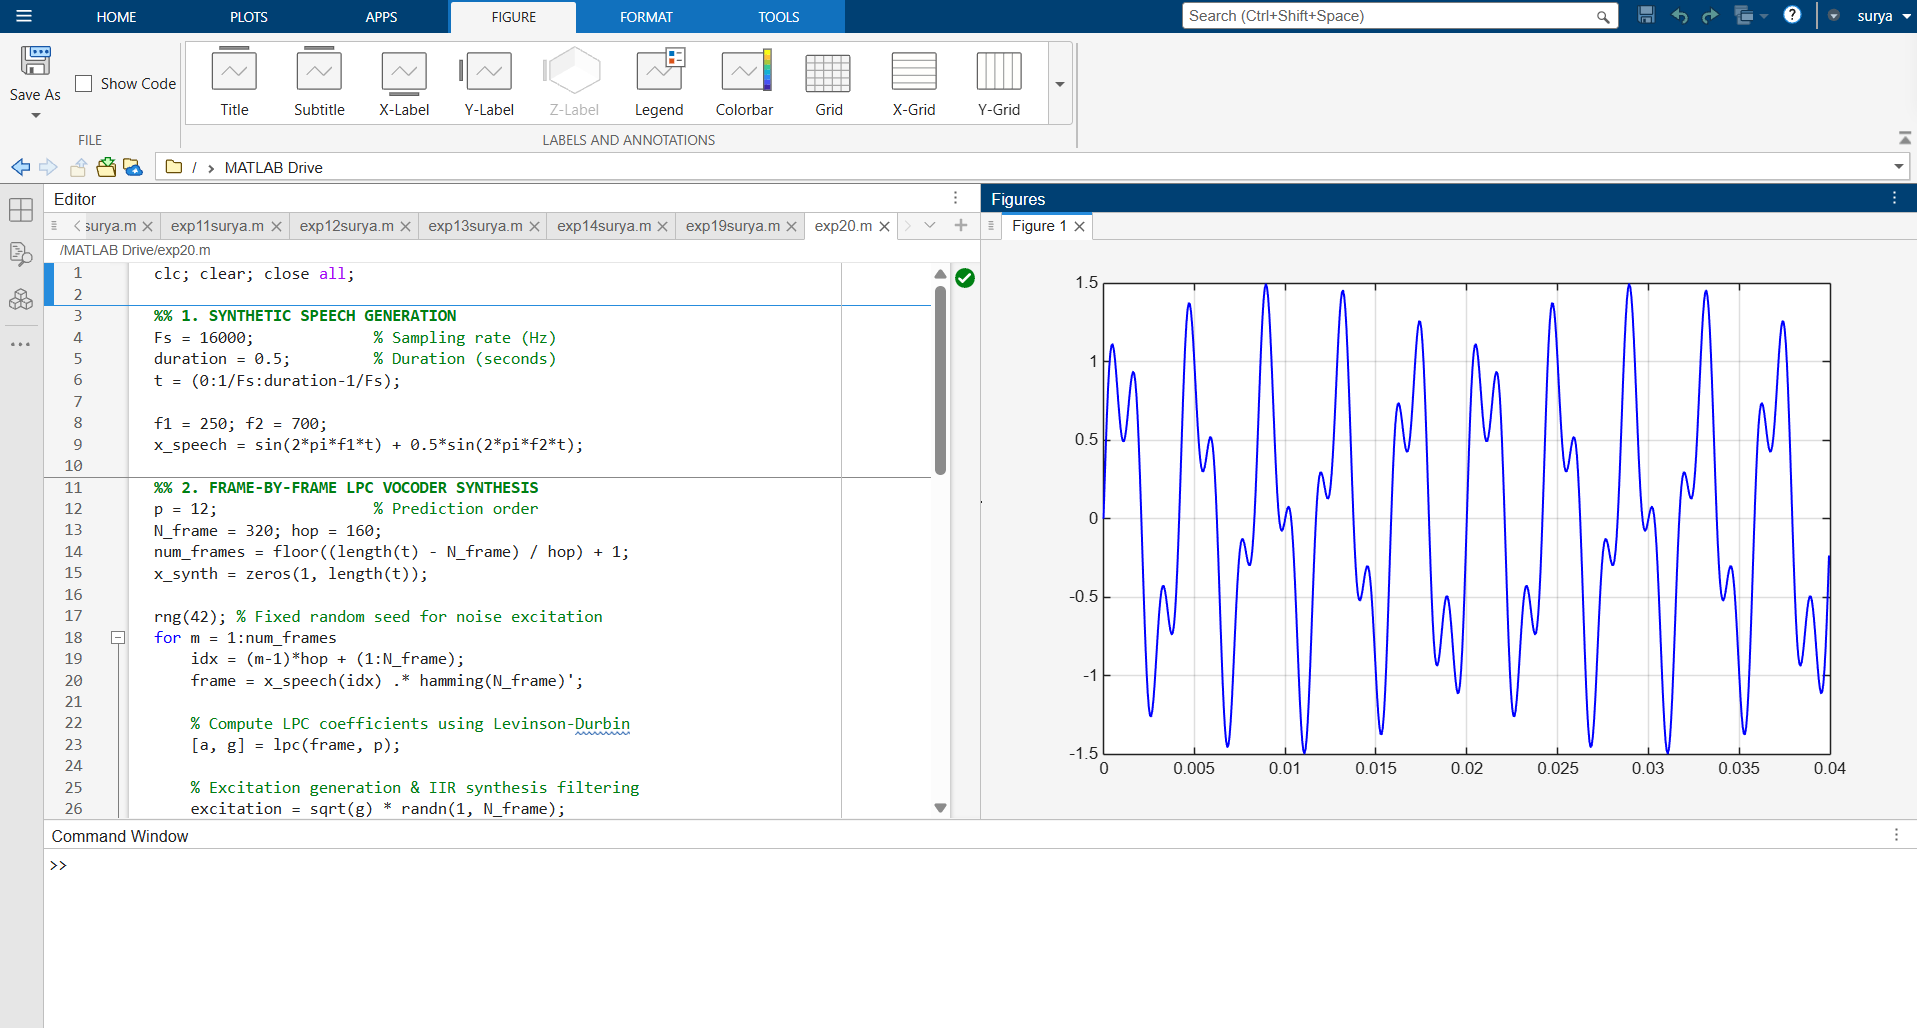 HOME PLOTS APPS FIGURE FORMAT TOOLS Search (Ctrl+Shift+Space) surya
Save As
Show Code
Title Subtitle X-Label Y-Label Z-Label Legend Colorbar Grid X-Grid Y-Grid
FILE LABELS AND ANNOTATIONS
/ › MATLAB Drive
Editor
surya.m exp11surya.m exp12surya.m exp13surya.m exp14surya.m exp19surya.m exp20.m
/MATLAB Drive/exp20.m
1 clc; clear; close all;
2
3 %% 1. SYNTHETIC SPEECH GENERATION
4 Fs = 16000; % Sampling rate (Hz)
5 duration = 0.5; % Duration (seconds)
6 t = (0:1/Fs:duration-1/Fs);
7
8 f1 = 250; f2 = 700;
9 x_speech = sin(2*pi*f1*t) + 0.5*sin(2*pi*f2*t);
10
11 %% 2. FRAME-BY-FRAME LPC VOCODER SYNTHESIS
12 p = 12; % Prediction order
13 N_frame = 320; hop = 160;
14 num_frames = floor((length(t) - N_frame) / hop) + 1;
15 x_synth = zeros(1, length(t));
16
17 rng(42); % Fixed random seed for noise excitation
18 for m = 1:num_frames
19 idx = (m-1)*hop + (1:N_frame);
20 frame = x_speech(idx) .* hamming(N_frame)';
21
22 % Compute LPC coefficients using Levinson-Durbin
23 [a, g] = lpc(frame, p);
24
25 % Excitation generation & IIR synthesis filtering
26 excitation = sqrt(g) * randn(1, N_frame);
Figures
Figure 1
1.5
1
0.5
0
-0.5
-1
-1.5
0 0.005 0.01 0.015 0.02 0.025 0.03 0.035 0.04
Command Window
>>